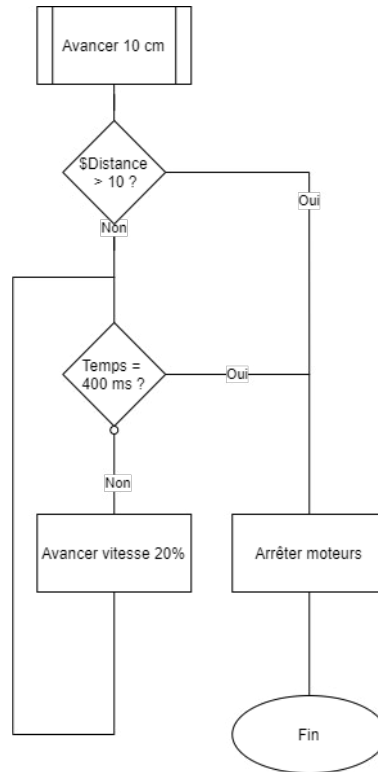 Avancer 10 cm
$Distance
> 10 ?
Oui
Non
Temps =
400 ms ?
Oui
Non
Avancer vitesse 20%
Arrêter moteurs
Fin